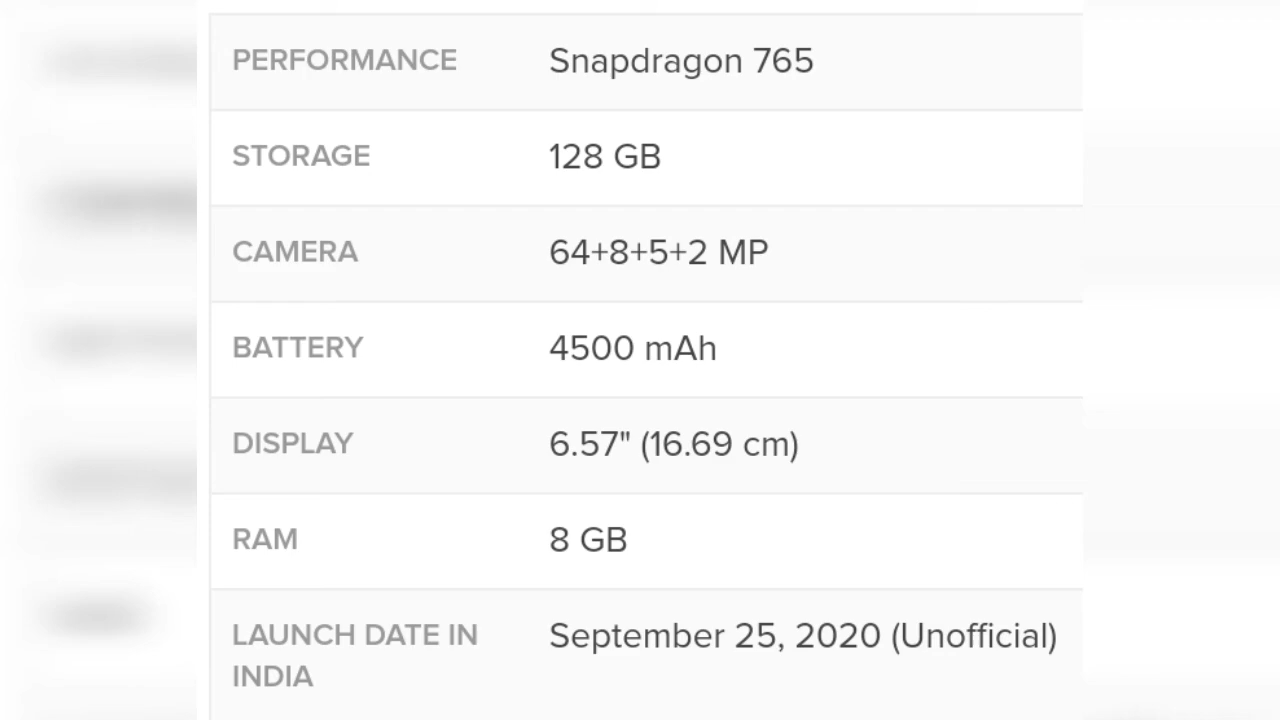 PERFORMANCE Snapdragon 765
STORAGE 128 GB
CAMERA 64+8+5+2 MP
BATTERY 4500 mAh
DISPLAY 6.57" (16.69 cm)
RAM 8 GB
LAUNCH DATE IN September 25, 2020 (Unofficial)
INDIA